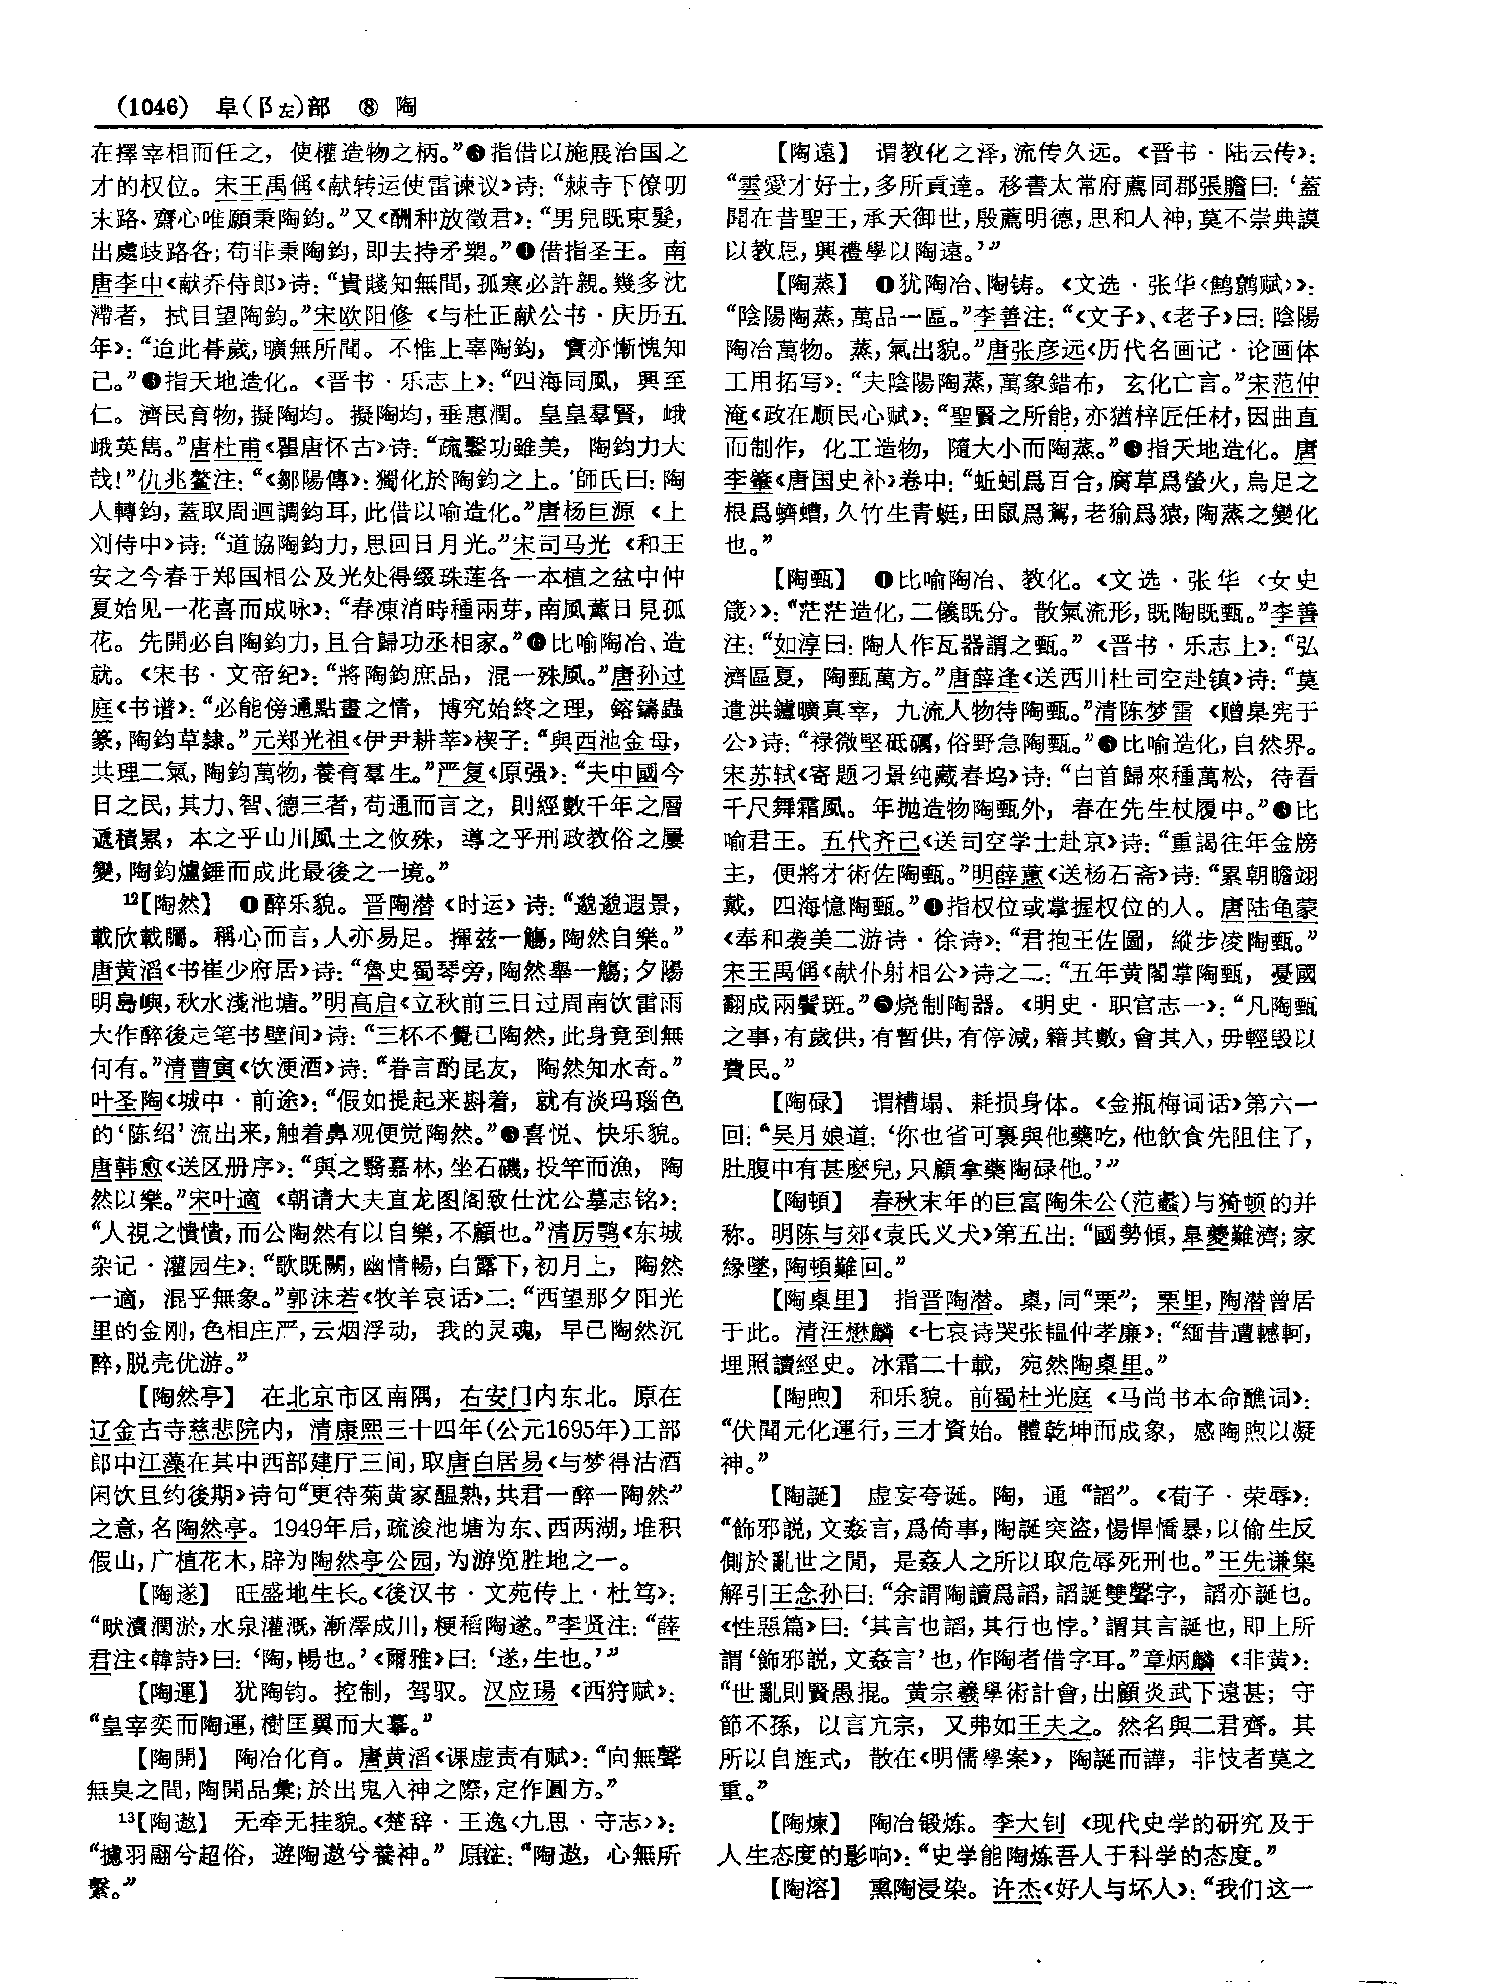 (1046) 阜(阝左)部 ⑧ 陶
在擇宰相而任之，使權造物之柄。”❸指借以施展治国之
才的权位。宋王禹偁《献转运使雷谏议》诗：“棘寺下僚叨
末路、齋心唯願秉陶鈞。”又《酬种放徵君》：“男兒既束髮，
出處歧路各；苟非秉陶鈞，即去持矛槊。”❹借指圣王。南
唐李中《献乔侍郎》诗：“貴賤知無間，孤寒必許親。幾多沈
滯者，拭目望陶鈞。”宋欧阳修《与杜正献公书·庆历五
年》：“迨此朞歲，曠無所聞。不惟上辜陶鈞，實亦慚愧知
己。”❺指天地造化。《晋书·乐志上》：“四海同風，興至
仁。濟民育物，擬陶均。擬陶均，垂惠潤。皇皇羣賢，峨
峨英雋。”唐杜甫《瞿唐怀古》诗：“疏鑿功雖美，陶鈞力大
哉！”仇兆鳌注：“《鄒陽傳》：獨化於陶鈞之上。’師氏曰：陶
人轉鈞，蓋取周迴調鈞耳，此借以喻造化。”唐杨巨源《上
刘侍中》诗：“道協陶鈞力，思回日月光。”宋司马光《和王
安之今春于郑国相公及光处得缀珠莲各一本植之盆中仲
夏始见一花喜而成咏》：“春凍消時種兩芽，南風薰日見孤
花。先開必自陶鈞力，且合歸功丞相家。”❻比喻陶冶、造
就。《宋书·文帝纪》：“將陶鈞庶品，混一殊風。”唐孙过
庭《书谱》：“必能傍通點畫之情，博究始終之理，鎔鑄蟲
篆，陶鈞草隸。”元郑光祖《伊尹耕莘》楔子：“與西池金母，
共理二氣，陶鈞萬物，養育羣生。”严复《原强》：“夫中國今
日之民，其力、智、德三者，苟通而言之，則經數千年之層
遞積累，本之乎山川風土之攸殊，導之乎刑政教俗之屢
變，陶鈞爐錘而成此最後之一境。”
¹²【陶然】 ❶醉乐貌。晋陶潜《时运》诗：“邈邈遐景，
載欣載矚。稱心而言，人亦易足。揮茲一觴，陶然自樂。”
唐黄滔《书崔少府居》诗：“魯史蜀琴旁，陶然舉一觴；夕陽
明島嶼，秋水淺池塘。”明高启《立秋前三日过周南饮雷雨
大作醉後走笔书壁间》诗：“三杯不覺已陶然，此身竟到無
何有。”清曹寅《饮浭酒》诗：“眷言酌昆友，陶然知水奇。”
叶圣陶《城中·前途》：“假如提起来斟着，就有淡玛瑙色
的‘陈绍’流出来，触着鼻观便觉陶然。”❷喜悦、快乐貌。
唐韩愈《送区册序》：“與之翳嘉林，坐石磯，投竿而漁，陶
然以樂。”宋叶適《朝请大夫直龙图阁致仕沈公墓志铭》：
“人視之憒憒，而公陶然有以自樂，不顧也。”清厉鹗《东城
杂记·灌园生》：“歌既闋，幽情暢，白露下，初月上，陶然
一適，混乎無象。”郭沫若《牧羊哀话》二：“西望那夕阳光
里的金刚，色相庄严，云烟浮动，我的灵魂，早已陶然沉
醉，脱壳优游。”
【陶然亭】 在北京市区南隅，右安门内东北。原在
辽金古寺慈悲院内，清康熙三十四年(公元1695年)工部
郎中江藻在其中西部建厅三间，取唐白居易《与梦得沽酒
闲饮且约後期》诗句“更待菊黄家醖熟，共君一醉一陶然”
之意，名陶然亭。1949年后，疏浚池塘为东、西两湖，堆积
假山，广植花木，辟为陶然亭公园，为游览胜地之一。
【陶遂】 旺盛地生长。《後汉书·文苑传上·杜笃》：
“畎瀆潤淤，水泉灌溉，漸澤成川，粳稻陶遂。”李贤注：“薛
君注《韓詩》曰：‘陶，暢也。’《爾雅》曰：‘遂，生也。’”
【陶運】 犹陶钧。控制，驾驭。汉应瑒《西狩赋》：
“皇宰奕而陶運，樹匡翼而大摹。”
【陶開】 陶冶化育。唐黄滔《课虚责有赋》：“向無聲
無臭之間，陶開品彙；於出鬼入神之際，定作圓方。”
¹³【陶遨】 无牵无挂貌。《楚辞·王逸〈九思·守志〉》：
“攄羽翮兮超俗，遊陶遨兮養神。”原注：“陶遨，心無所
繫。”
【陶遠】 谓教化之泽，流传久远。《晋书·陆云传》：
“雲愛才好士，多所貢達。移書太常府薦同郡張贍曰：‘蓋
聞在昔聖王，承天御世，殷薦明德，思和人神，莫不崇典謨
以教思，興禮學以陶遠。’”
【陶蒸】 ❶犹陶冶、陶铸。《文选·张华〈鹪鹩赋〉》：
“陰陽陶蒸，萬品一區。”李善注：“《文子》、《老子》曰：陰陽
陶冶萬物。蒸，氣出貌。”唐张彦远《历代名画记·论画体
工用拓写》：“夫陰陽陶蒸，萬象錯布，玄化亡言。”宋范仲
淹《政在顺民心赋》：“聖賢之所能，亦猶梓匠任材，因曲直
而制作，化工造物，隨大小而陶蒸。”❷指天地造化。唐
李肇《唐国史补》卷中：“蚯蚓爲百合，腐草爲螢火，烏足之
根爲蠐螬，久竹生青蜓，田鼠爲鴽，老㺄爲猿，陶蒸之變化
也。”
【陶甄】 ❶比喻陶冶、教化。《文选·张华〈女史
箴〉》：“茫茫造化，二儀既分。散氣流形，既陶既甄。”李善
注：“如淳曰：陶人作瓦器謂之甄。”《晋书·乐志上》：“弘
濟區夏，陶甄萬方。”唐薛逢《送西川杜司空赴镇》诗：“莫
遣洪鑪曠真宰，九流人物待陶甄。”清陈梦雷《赠臬宪于
公》诗：“禄微堅砥礪，俗野急陶甄。”❷比喻造化，自然界。
宋苏轼《寄题刁景纯藏春坞》诗：“白首歸來種萬松，待看
千尺舞霜風。年抛造物陶甄外，春在先生杖履中。”❸比
喻君王。五代齐己《送司空学士赴京》诗：“重謁往年金牓
主，便將才術佐陶甄。”明薛蕙《送杨石斋》诗：“累朝瞻翊
戴，四海憶陶甄。”❹指权位或掌握权位的人。唐陆龟蒙
《奉和袭美二游诗·徐诗》：“君抱王佐圖，縱步凌陶甄。”
宋王禹偁《献仆射相公》诗之二：“五年黄閣掌陶甄，憂國
翻成兩鬢斑。”❺烧制陶器。《明史·职官志一》：“凡陶甄
之事，有歲供，有暫供，有停減，籍其數，會其入，毋輕毁以
費民。”
【陶碌】 谓糟塌、耗损身体。《金瓶梅词话》第六一
回：“吴月娘道：‘你也省可裏與他藥吃，他飲食先阻住了，
肚腹中有甚麽兒，只顧拿藥陶碌他。’”
【陶頓】 春秋末年的巨富陶朱公(范蠡)与猗顿的并
称。明陈与郊《袁氏义犬》第五出：“國勢傾，皐夔難濟；家
緣墜，陶頓難回。”
【陶㮚里】 指晋陶潜。㮚，同“栗”；栗里，陶潜曾居
于此。清汪懋麟《七哀诗哭张韫仲孝廉》：“緬昔遭轗軻，
埋照讀經史。冰霜二十載，宛然陶㮚里。”
【陶煦】 和乐貌。前蜀杜光庭《马尚书本命醮词》：
“伏聞元化運行，三才資始。體乾坤而成象，感陶煦以凝
神。”
【陶誕】 虚妄夸诞。陶，通“謟”。《荀子·荣辱》：
“飾邪説，文姦言，爲倚事，陶誕突盜，惕悍憍暴，以偷生反
側於亂世之間，是姦人之所以取危辱死刑也。”王先谦集
解引王念孙曰：“余謂陶讀爲謟，謟誕雙聲字，謟亦誕也。
《性惡篇》曰：‘其言也謟，其行也悖。’謂其言誕也，即上所
謂‘飾邪説，文姦言’也，作陶者借字耳。”章炳麟《非黄》：
“世亂則賢愚掍。黄宗羲學術計會，出顧炎武下遠甚；守
節不孫，以言亢宗，又弗如王夫之。然名與二君齊。其
所以自旌式，散在《明儒學案》，陶誕而譁，非忮者莫之
重。”
【陶煉】 陶冶锻炼。李大钊《现代史学的研究及于
人生态度的影响》：“史学能陶炼吾人于科学的态度。”
【陶溶】 熏陶浸染。许杰《好人与坏人》：“我们这一